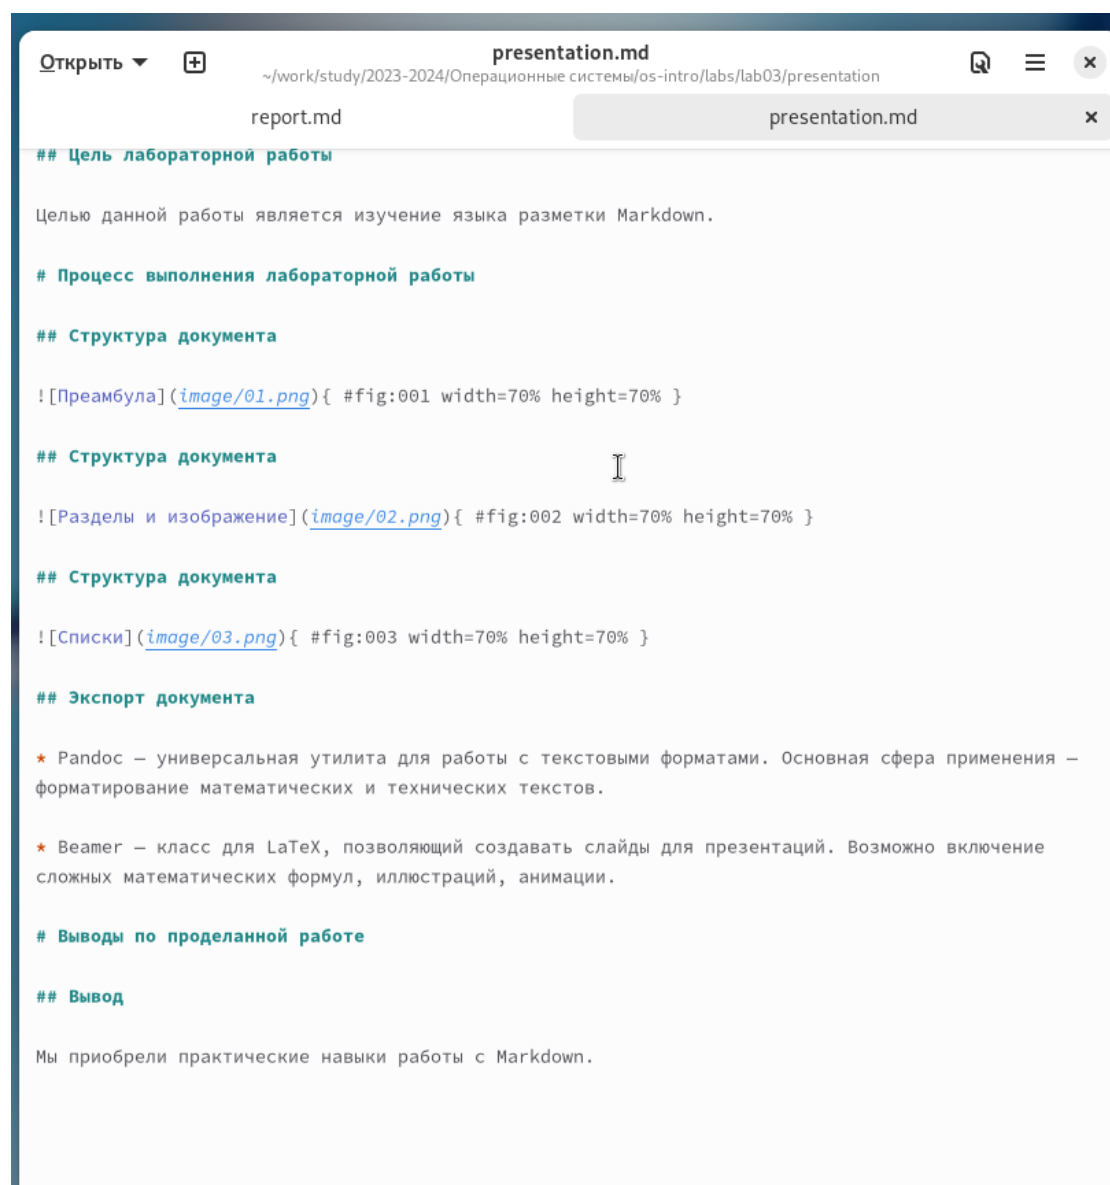 Открыть
presentation.md
~/work/study/2023-2024/Операционные системы/os-intro/labs/lab03/presentation
report.md
presentation.md
## Цель лабораторной работы
Целью данной работы является изучение языка разметки Markdown.
# Процесс выполнения лабораторной работы
## Структура документа
![Преамбула](image/01.png){ #fig:001 width=70% height=70% }
## Структура документа
![Разделы и изображение](image/02.png){ #fig:002 width=70% height=70% }
## Структура документа
![Списки](image/03.png){ #fig:003 width=70% height=70% }
## Экспорт документа
* Pandoc — универсальная утилита для работы с текстовыми форматами. Основная сфера применения —
форматирование математических и технических текстов.
* Beamer — класс для LaTeX, позволяющий создавать слайды для презентаций. Возможно включение
сложных математических формул, иллюстраций, анимации.
# Выводы по проделанной работе
## Вывод
Мы приобрели практические навыки работы с Markdown.